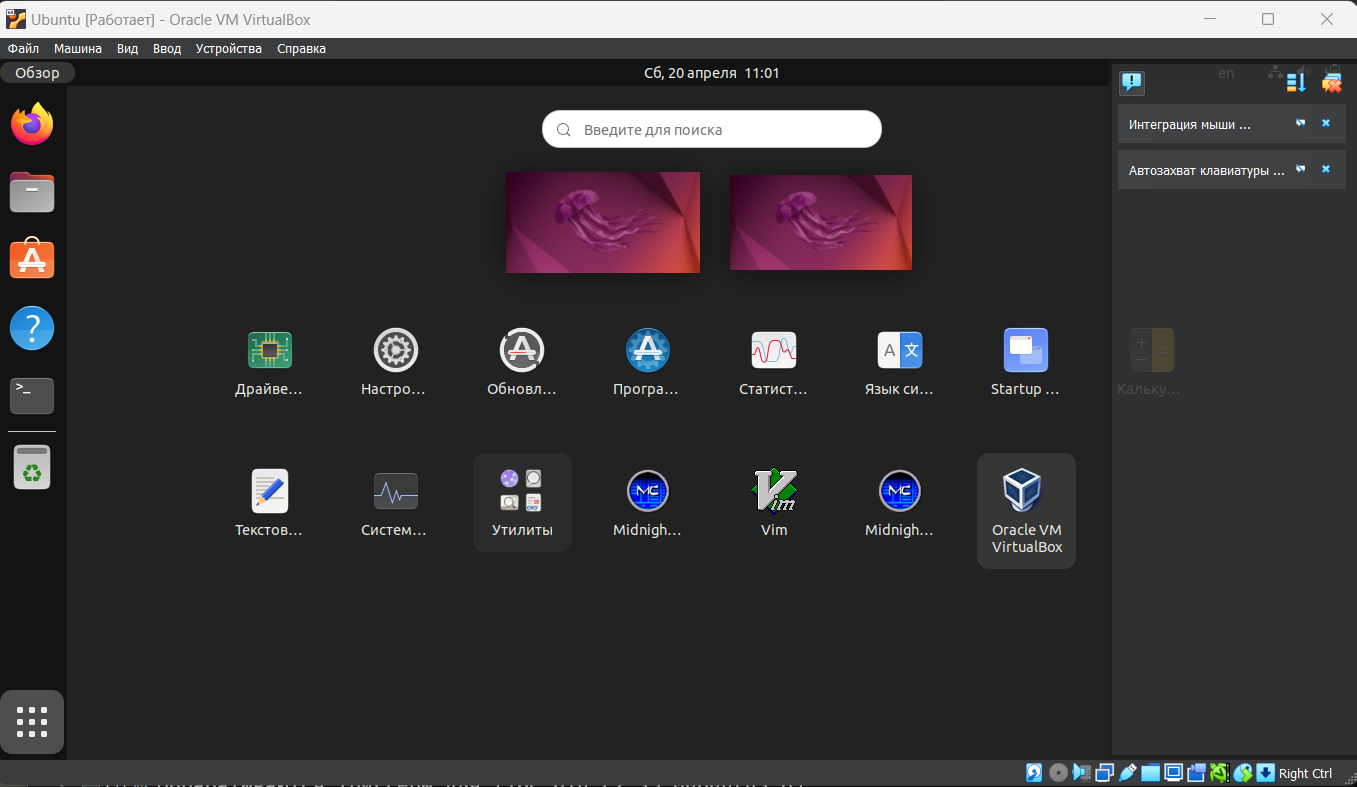 Ubuntu [Работает] - Oracle VM VirtualBox
Файл Машина Вид Ввод Устройства Справка
Обзор
Сб, 20 апреля 11:01
en
Введите для поиска
Интеграция мыши ...
Автозахват клавиатуры ...
Драйве...
Настро...
Обновл...
Програ...
Статист...
Язык си...
Startup ...
Кальку...
Текстов...
Систем...
Утилиты
Midnigh...
Vim
Midnigh...
Oracle VM
VirtualBox
Right Ctrl